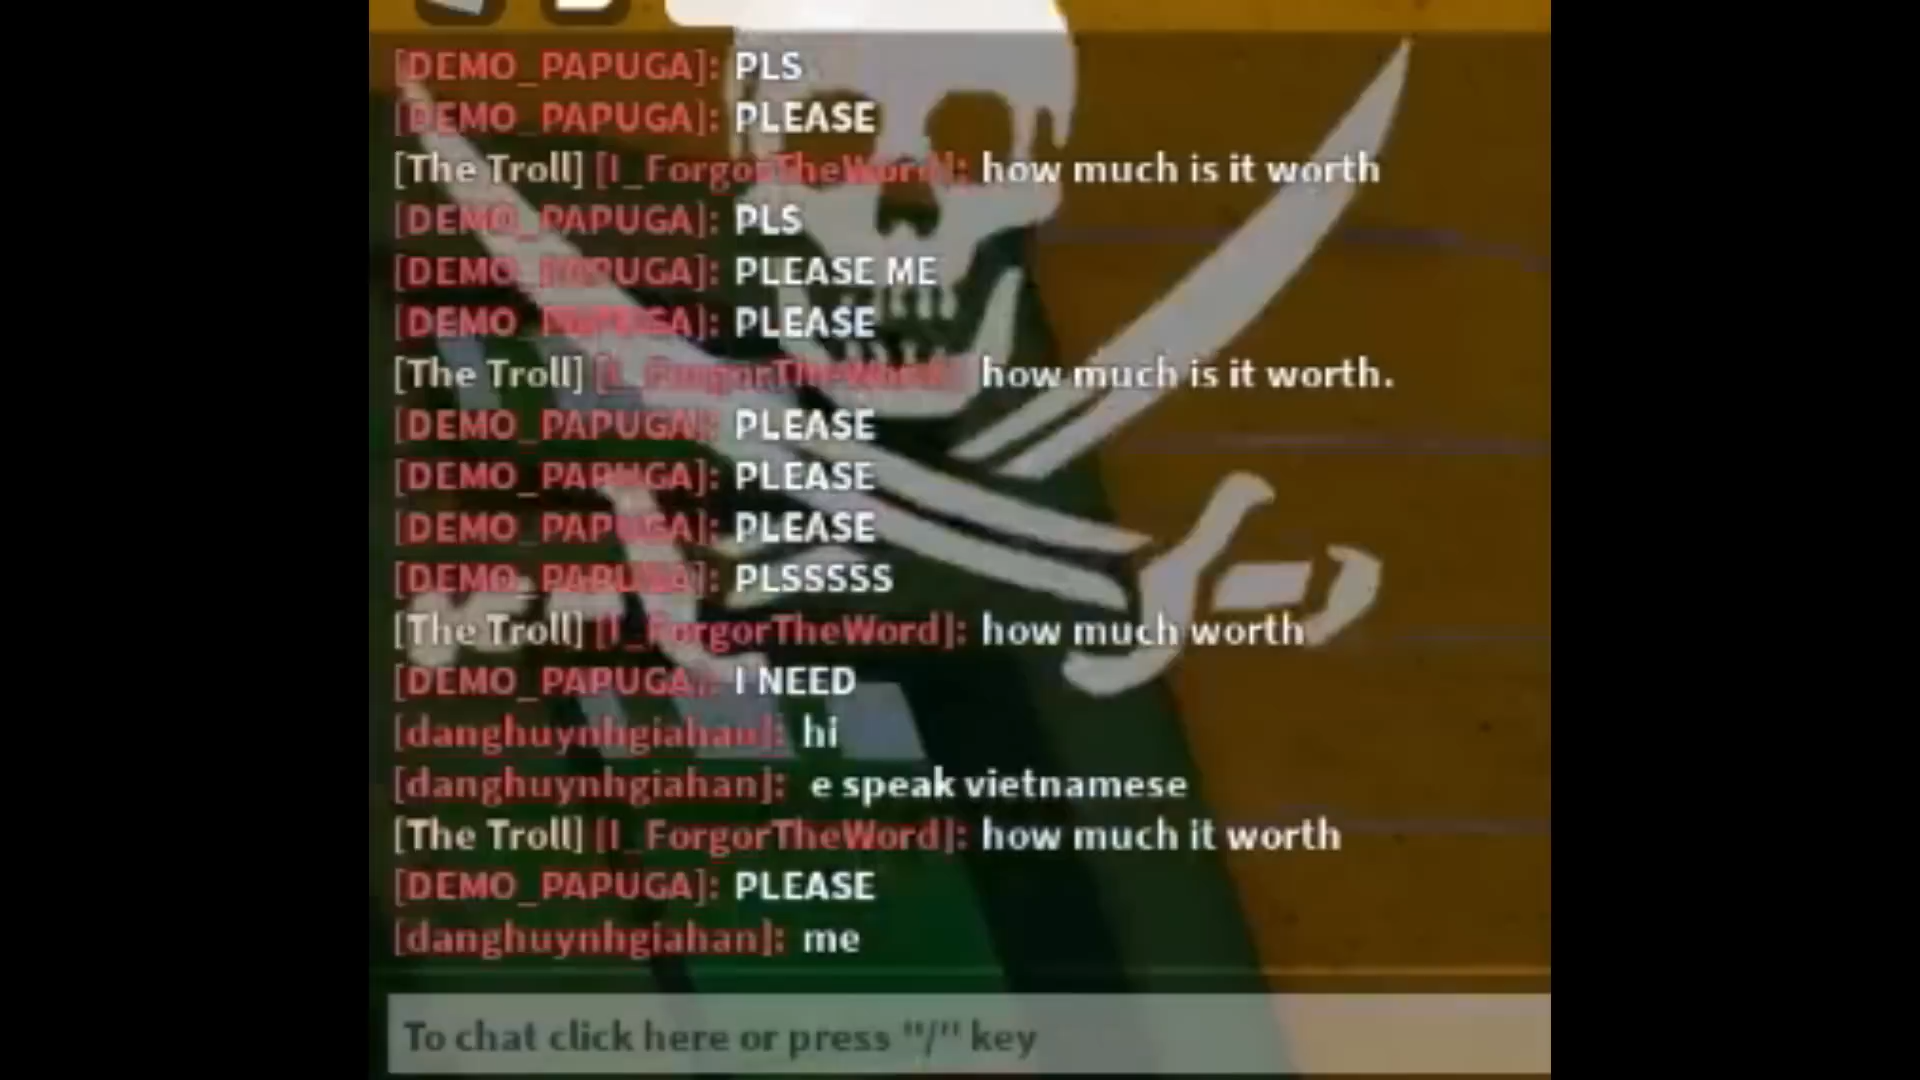 [DEMO_PAPUGA]: PLS
[DEMO_PAPUGA]: PLEASE
[The Troll] [I_ForgorTheWord]: how much is it worth
[DEMO_PAPUGA]: PLS
[DEMO_PAPUGA]: PLEASE ME
[DEMO_PAPUGA]: PLEASE
[The Troll] [I_ForgorTheWord]: how much is it worth.
[DEMO_PAPUGA]: PLEASE
[DEMO_PAPUGA]: PLEASE
[DEMO_PAPUGA]: PLEASE
[DEMO_PAPUGA]: PLSSSSS
[The Troll] [I_ForgorTheWord]: how much worth
[DEMO_PAPUGA]: I NEED
[danghuynhgiahan]: hi
[danghuynhgiahan]: e speak vietnamese
[The Troll] [I_ForgorTheWord]: how much it worth
[DEMO_PAPUGA]: PLEASE
[danghuynhgiahan]: me
To chat click here or press "/" key